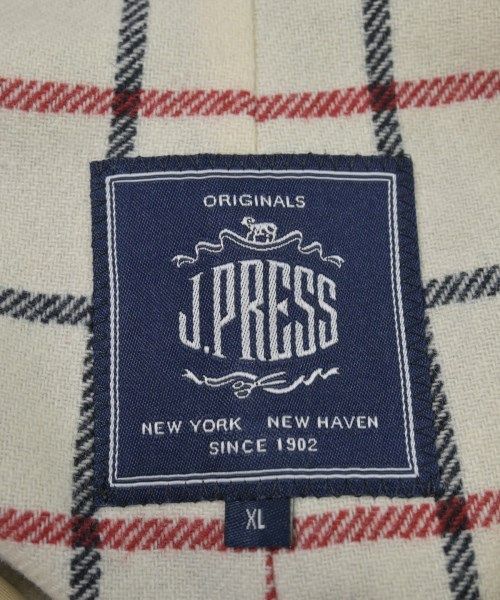 ORIGINALS
J.PRESS
NEW YORK NEW HAVEN
SINCE 1902
XL